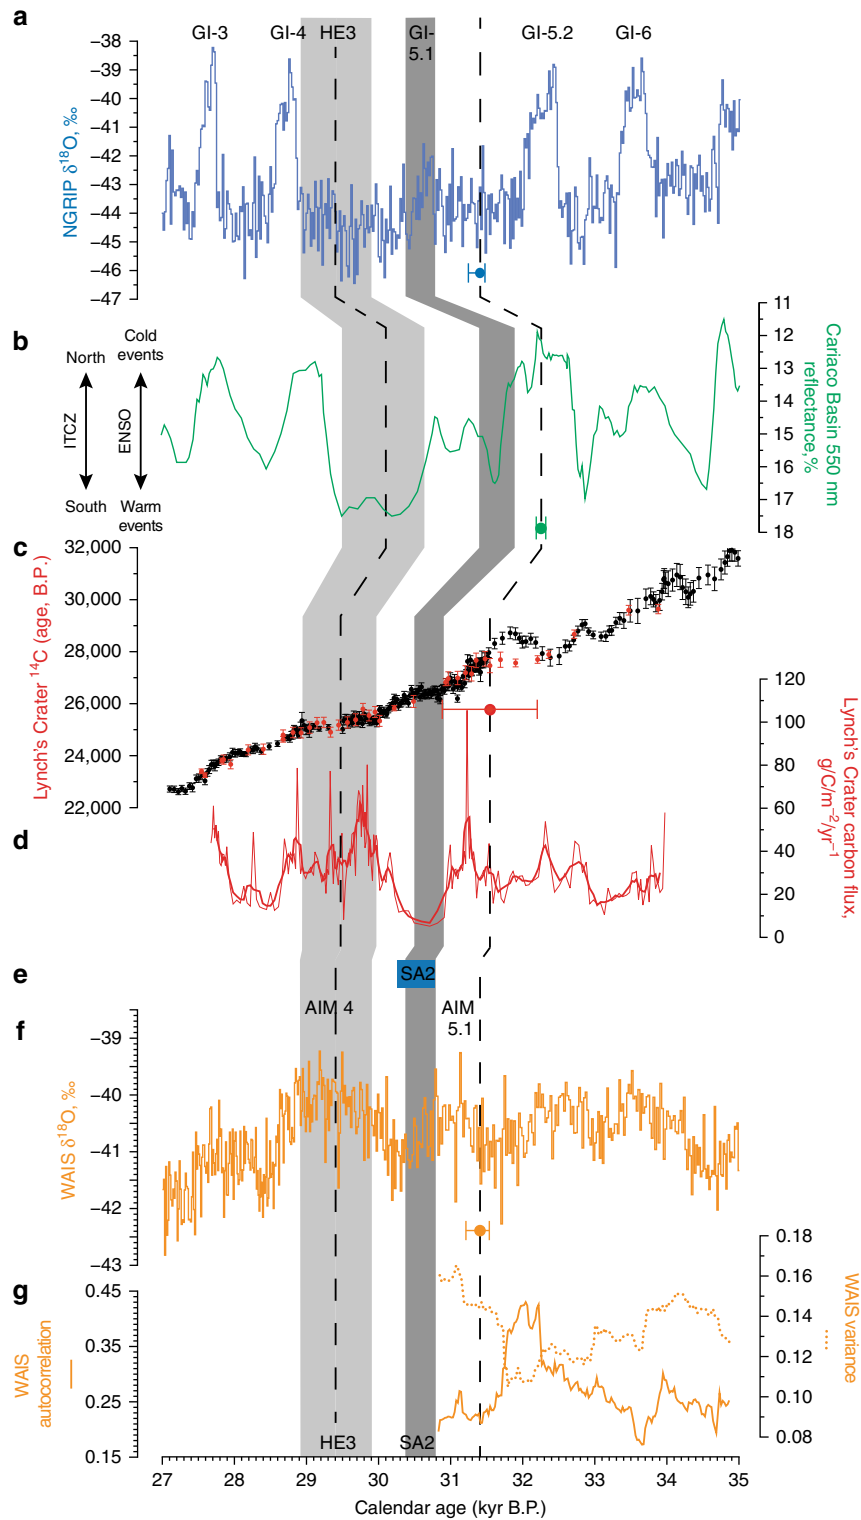 a
GI-3
GI-4
HE3
GI-
5.1
GI-5.2
GI-6
−38
−39
−40
−41
−42
−43
−44
−45
−46
−47
NGRIP δ18O, ‰
b
Cold
events
North
ITCZ
ENSO
South
Warm
events
11
12
13
14
15
16
17
18
Cariaco Basin 550 nm
reflectance,%
c
32,000
30,000
28,000
26,000
24,000
22,000
Lynch's Crater 14C (age, B.P.)
d
120
100
80
60
40
20
0
Lynch's Crater carbon flux,
g/C/m−2/yr−1
e
SA2
AIM 4
AIM
5.1
f
−39
−40
−41
−42
−43
WAIS δ18O, ‰
g
0.45
0.35
0.25
0.15
WAIS
autocorrelation
0.18
0.16
0.14
0.12
0.10
0.08
WAIS variance
HE3
SA2
27
28
29
30
31
32
33
34
35
Calendar age (kyr B.P.)